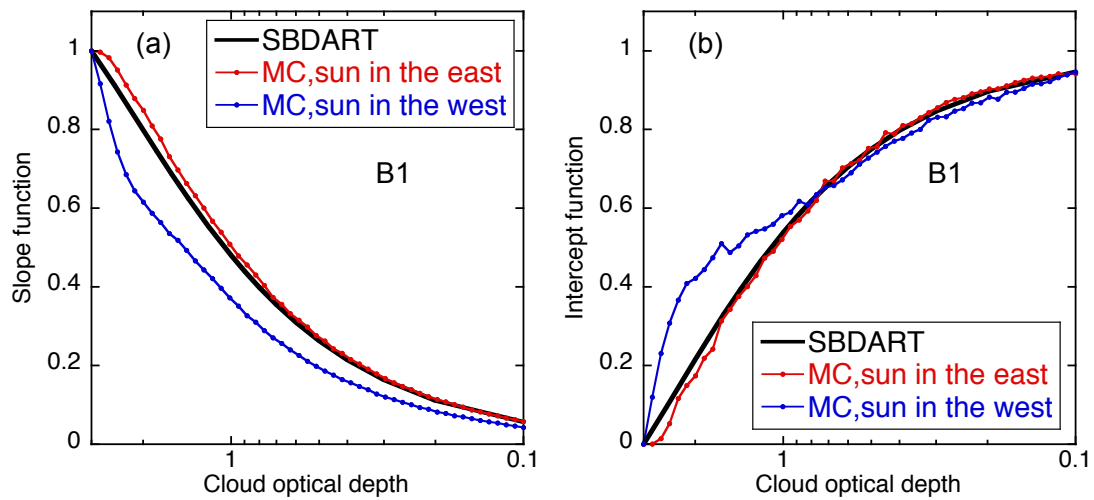 (a)
SBDART
MC,sun in the east
MC,sun in the west
B1
Slope function
1
0.8
0.6
0.4
0.2
0
1
0.1
Cloud optical depth
(b)
B1
SBDART
MC,sun in the east
MC,sun in the west
Intercept function
1
0.8
0.6
0.4
0.2
0
1
0.1
Cloud optical depth